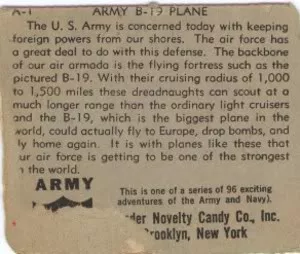 A-1 ARMY B-19 PLANE
The U. S. Army is concerned today with keeping
foreign powers from our shores. The air force has
a great deal to do with this defense. The backbone
of our air armada is the flying fortress such as the
pictured B-19. With their cruising radius of 1,000
to 1,500 miles these dreadnaughts can scout at a
much longer range than the ordinary light cruisers
and the B-19, which is the biggest plane in the
world, could actually fly to Europe, drop bombs, and
ly home again. It is with planes like these that
ur air force is getting to be one of the strongest
the world.
ARMY
This is one of a series of 96 exciting
adventures of the Army and Navy).
der Novelty Candy Co., Inc.
Brooklyn, New York